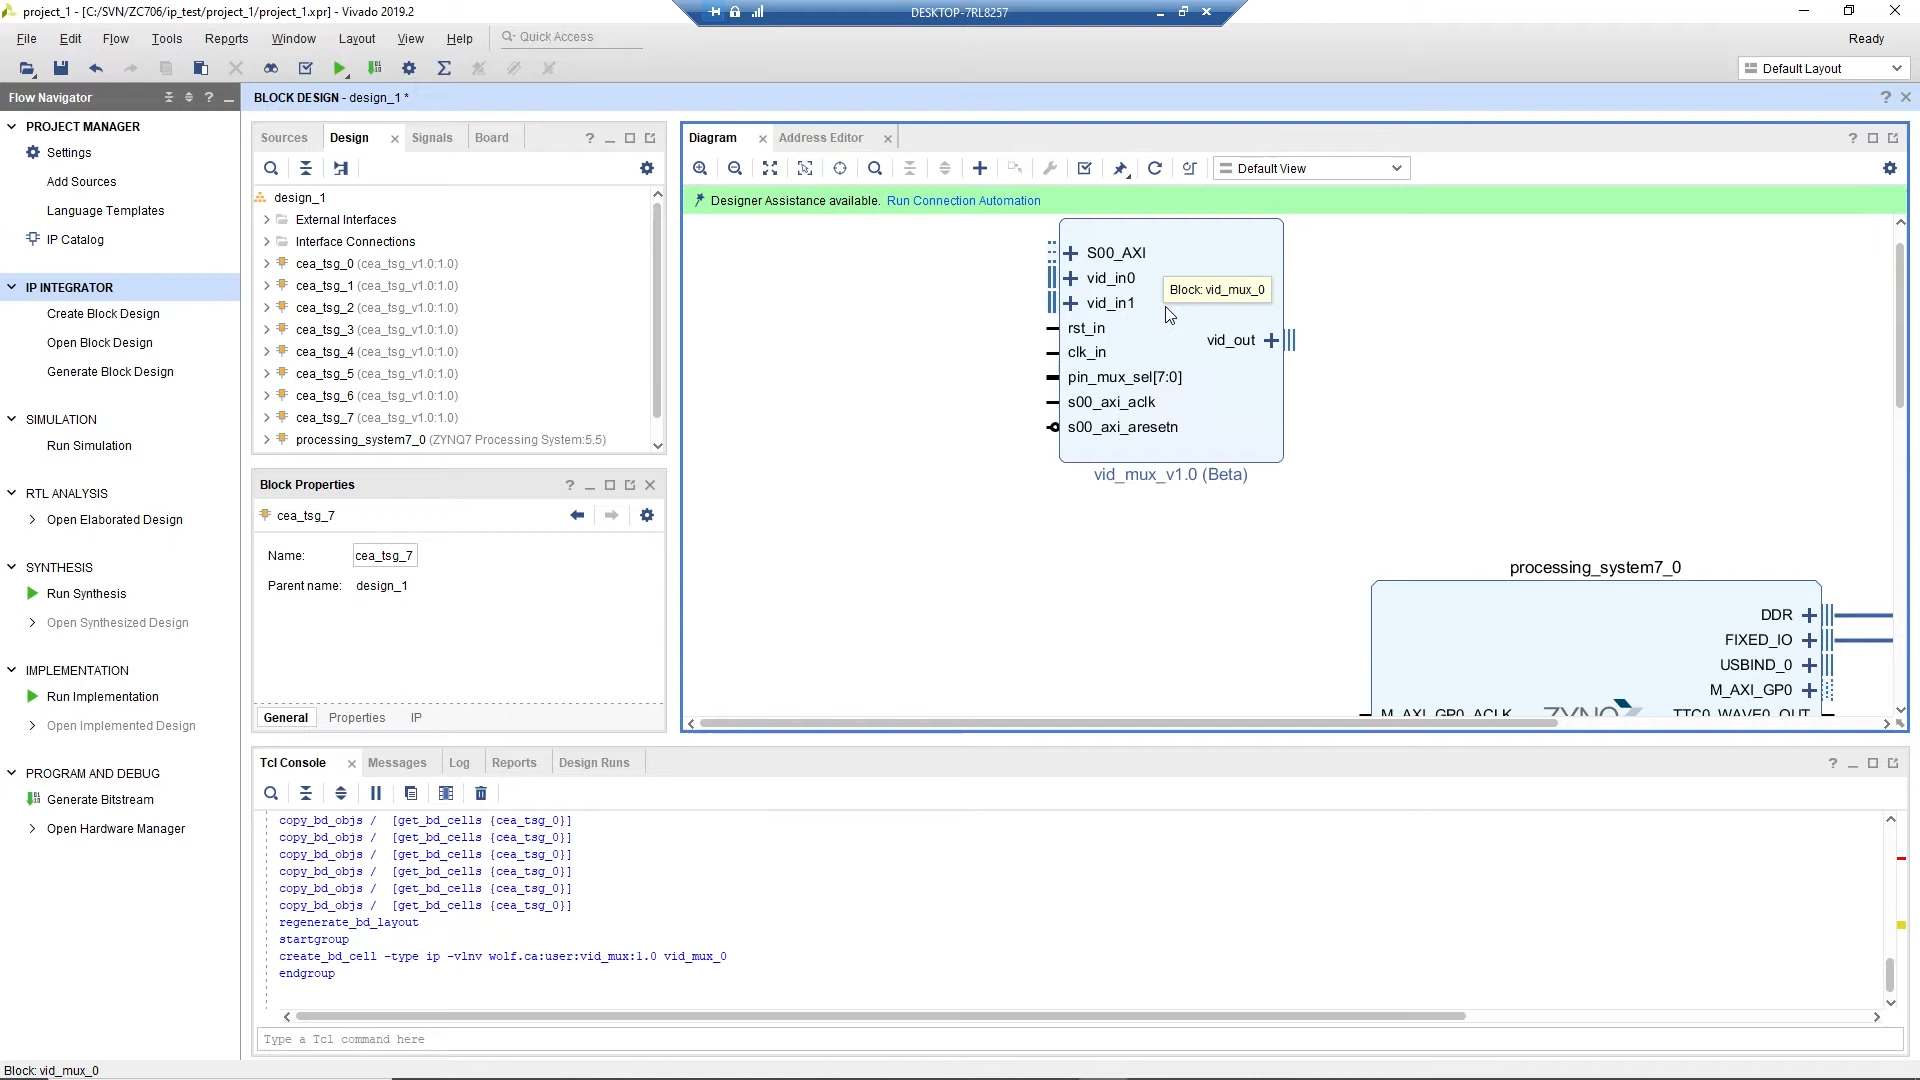 project_1 - [C:/SVN/ZC706/ip_test/project_1/project_1.xpr] - Vivado 2019.2
DESKTOP-7RL8257
File Edit Flow Tools Reports Window Layout View Help Quick Access
Ready
Default Layout
Flow Navigator
BLOCK DESIGN - design_1 *
PROJECT MANAGER
Settings
Add Sources
Language Templates
IP Catalog
IP INTEGRATOR
Create Block Design
Open Block Design
Generate Block Design
SIMULATION
Run Simulation
RTL ANALYSIS
Open Elaborated Design
SYNTHESIS
Run Synthesis
Open Synthesized Design
IMPLEMENTATION
Run Implementation
Open Implemented Design
PROGRAM AND DEBUG
Generate Bitstream
Open Hardware Manager
Sources Design Signals Board
design_1
External Interfaces
Interface Connections
cea_tsg_0 (cea_tsg_v1.0:1.0)
cea_tsg_1 (cea_tsg_v1.0:1.0)
cea_tsg_2 (cea_tsg_v1.0:1.0)
cea_tsg_3 (cea_tsg_v1.0:1.0)
cea_tsg_4 (cea_tsg_v1.0:1.0)
cea_tsg_5 (cea_tsg_v1.0:1.0)
cea_tsg_6 (cea_tsg_v1.0:1.0)
cea_tsg_7 (cea_tsg_v1.0:1.0)
processing_system7_0 (ZYNQ7 Processing System:5.5)
Block Properties
cea_tsg_7
Name: cea_tsg_7
Parent name: design_1
General Properties IP
Diagram Address Editor
Default View
Designer Assistance available. Run Connection Automation
S00_AXI
vid_in0
vid_in1
rst_in
clk_in
pin_mux_sel[7:0]
s00_axi_aclk
s00_axi_aresetn
vid_out
Block: vid_mux_0
vid_mux_v1.0 (Beta)
processing_system7_0
DDR
FIXED_IO
USBIND_0
M_AXI_GP0
M_AXI_GP0_ACLK ZYNQ TTC0_WAVE0_OUT
Tcl Console Messages Log Reports Design Runs
copy_bd_objs / [get_bd_cells {cea_tsg_0}]
copy_bd_objs / [get_bd_cells {cea_tsg_0}]
copy_bd_objs / [get_bd_cells {cea_tsg_0}]
copy_bd_objs / [get_bd_cells {cea_tsg_0}]
copy_bd_objs / [get_bd_cells {cea_tsg_0}]
copy_bd_objs / [get_bd_cells {cea_tsg_0}]
regenerate_bd_layout
startgroup
create_bd_cell -type ip -vlnv wolf.ca:user:vid_mux:1.0 vid_mux_0
endgroup
Type a Tcl command here
Block: vid_mux_0